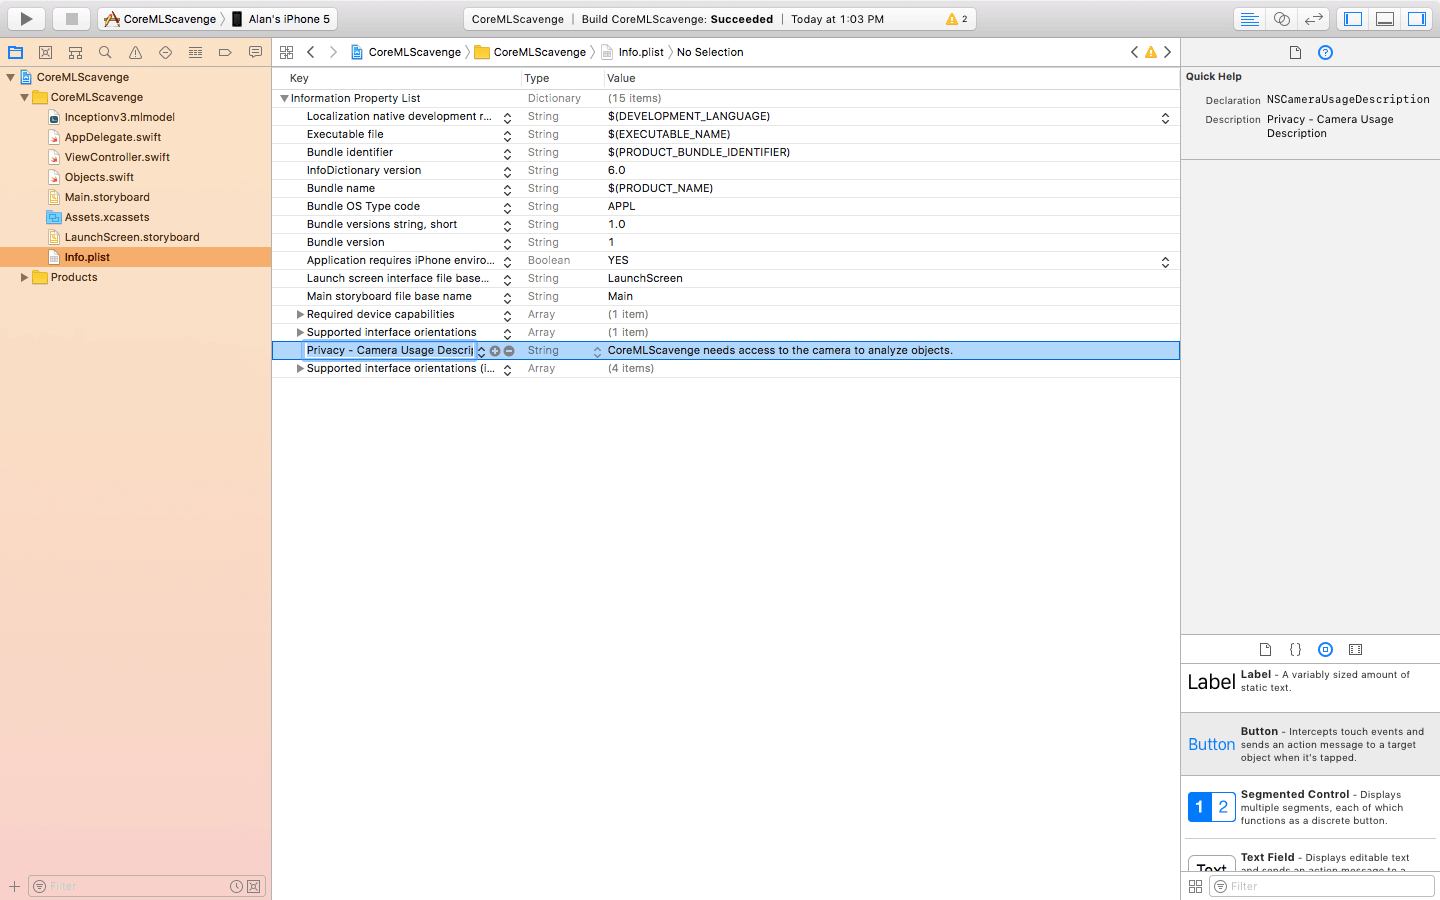 CoreMLScavenge Alan's iPhone 5
CoreMLScavenge | Build CoreMLScavenge: Succeeded | Today at 1:03 PM 2
CoreMLScavenge CoreMLScavenge Info.plist No Selection
CoreMLScavenge
CoreMLScavenge
Inceptionv3.mlmodel
AppDelegate.swift
ViewController.swift
Objects.swift
Main.storyboard
Assets.xcassets
LaunchScreen.storyboard
Info.plist
Products
Filter
Key Type Value
Information Property List Dictionary (15 items)
Localization native development r... String $(DEVELOPMENT_LANGUAGE)
Executable file String $(EXECUTABLE_NAME)
Bundle identifier String $(PRODUCT_BUNDLE_IDENTIFIER)
InfoDictionary version String 6.0
Bundle name String $(PRODUCT_NAME)
Bundle OS Type code String APPL
Bundle versions string, short String 1.0
Bundle version String 1
Application requires iPhone enviro... Boolean YES
Launch screen interface file base... String LaunchScreen
Main storyboard file base name String Main
Required device capabilities Array (1 item)
Supported interface orientations Array (1 item)
Privacy - Camera Usage Descrip String CoreMLScavenge needs access to the camera to analyze objects.
Supported interface orientations (i... Array (4 items)
Quick Help
Declaration NSCameraUsageDescription
Description Privacy - Camera Usage
Description
{}
Label Label - A variably sized amount of
static text.
Button Button - Intercepts touch events and
sends an action message to a target
object when it's tapped.
1 2 Segmented Control - Displays
multiple segments, each of which
functions as a discrete button.
Text Text Field - Displays editable text
and sends an action message to a
Filter